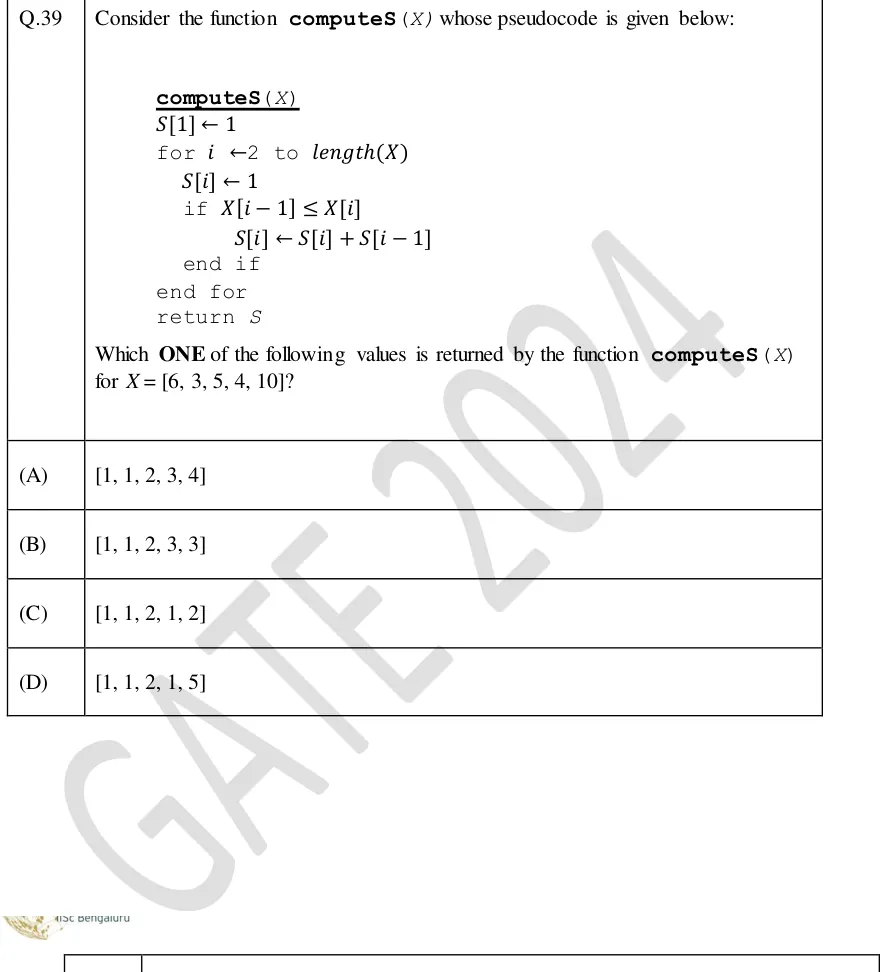 Q.39 Consider the function computeS(X) whose pseudocode is given below:
computeS(X)
S[1] ← 1
for i ←2 to length(X)
S[i] ← 1
if X[i − 1] ≤ X[i]
S[i] ← S[i] + S[i − 1]
end if
end for
return S
Which ONE of the following values is returned by the function computeS(X)
for X = [6, 3, 5, 4, 10]?
(A) [1, 1, 2, 3, 4]
(B) [1, 1, 2, 3, 3]
(C) [1, 1, 2, 1, 2]
(D) [1, 1, 2, 1, 5]
GATE 2024
IISc Bengaluru